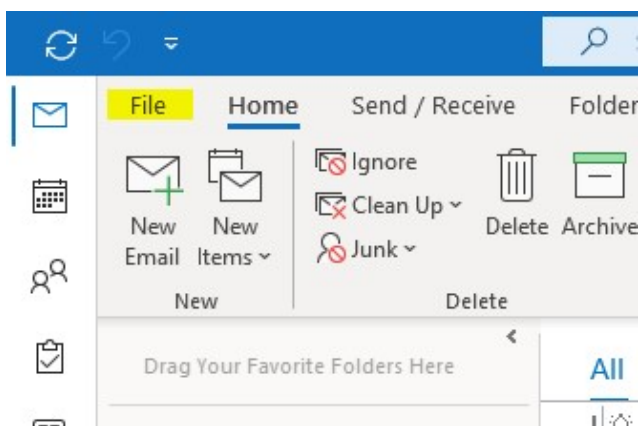 File Home Send / Receive Folder
Ignore
Clean Up
Junk
New Email
New Items
Delete
Archive
New
Delete
Drag Your Favorite Folders Here
All